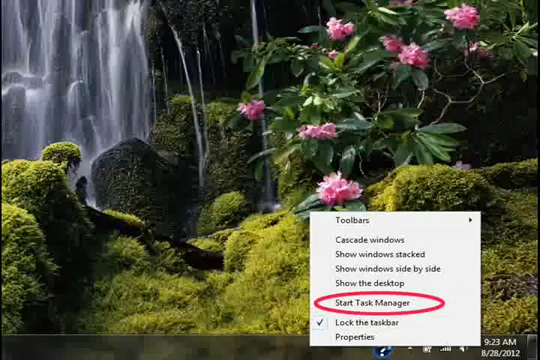 Toolbars
Cascade windows
Show windows stacked
Show windows side by side
Show the desktop
Start Task Manager
Lock the taskbar
Properties
9:23 AM
8/28/2012